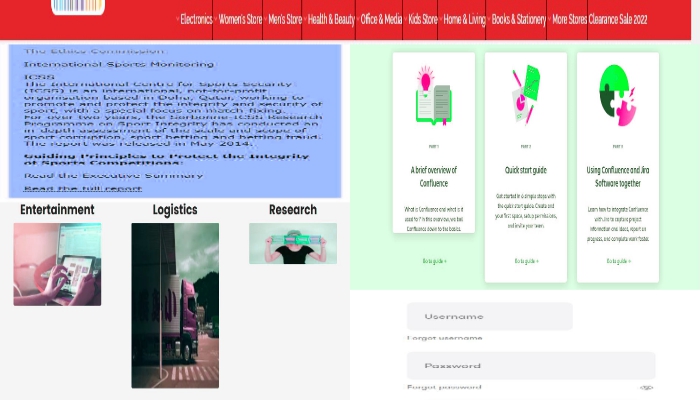 Electronics Women's Store Men's Store Health & Beauty Office & Media Kids Store Home & Living Books & Stationery More Stores Clearance Sale 2022
The Ethics Commission
International Sports Monitoring
ICSS
The International Centre for Sports Security
(ICSS) is an international, not-for-profit
organisation based in Doha, Qatar, working to
promote and protect the integrity and security of
sport, with a special focus on match-fixing.
For over two years, the Sorbonne-ICSS Research
Programme on Sport Integrity has conducted an
in-depth assessment of the scale and scope of
sport corruption, sport betting and betting fraud.
The report was released in May 2014.
Guiding Principles to Protect the Integrity
of Sports Competitions:
Read the Executive Summary
Read the full report
Entertainment
Logistics
Research
PART 1
A brief overview of
Confluence
What is Confluence and what is it
used for? In this overview, we boil
Confluence down to the basics.
Go to guide
PART 2
Quick start guide
Get started in 6 simple steps with
the quick start guide. Create and
your first space, setup permissions,
and invite your team.
Go to guide
PART 3
Using Confluence and Jira
Software together
Learn how to integrate Confluence
with Jira to capture project
information and ideas, report on
progress, and complete work faster.
Go to guide
Username
Forgot username
Password
Forgot password